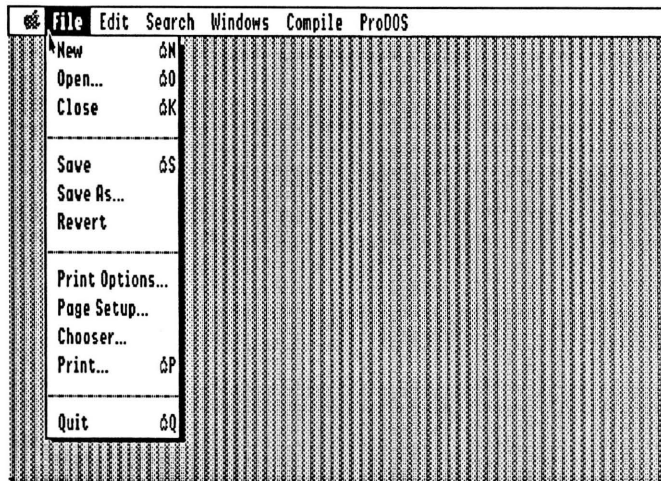 File Edit Search Windows Compile ProDOS
New N
Open... O
Close K
Save S
Save As...
Revert
Print Options...
Page Setup...
Chooser...
Print... P
Quit Q